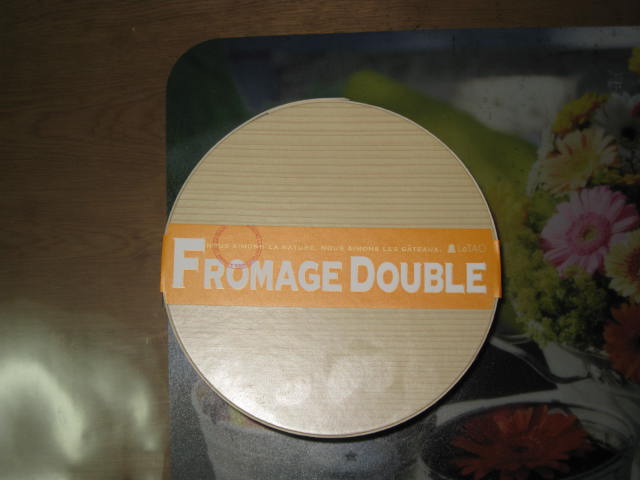 NOUS AIMONS LA NATURE. NOUS AIMONS LES GÂTEAUX. LeTAO
FROMAGE DOUBLE